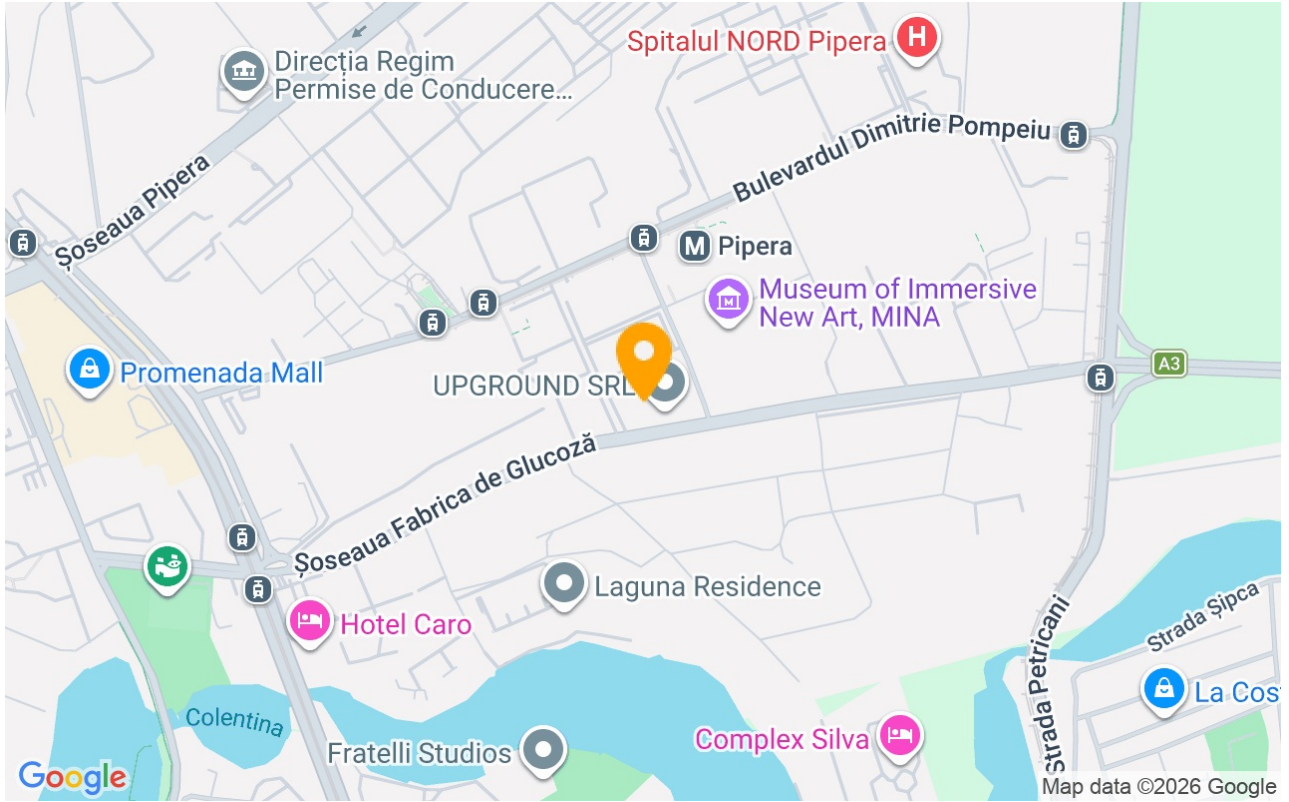 Spitalul NORD Pipera
H
Direcția Regim
Permise de Conducere...
Bulevardul Dimitrie Pompeiu
Șoseaua Pipera
M Pipera
Museum of Immersive
New Art, MINA
A3
Promenada Mall
UPGROUND SRL
Șoseaua Fabrica de Glucoză
Laguna Residence
Hotel Caro
Strada Șipca
Strada Petricani
La Cos
Colentina
Complex Silva
Fratelli Studios
Google
Map data ©2026 Google